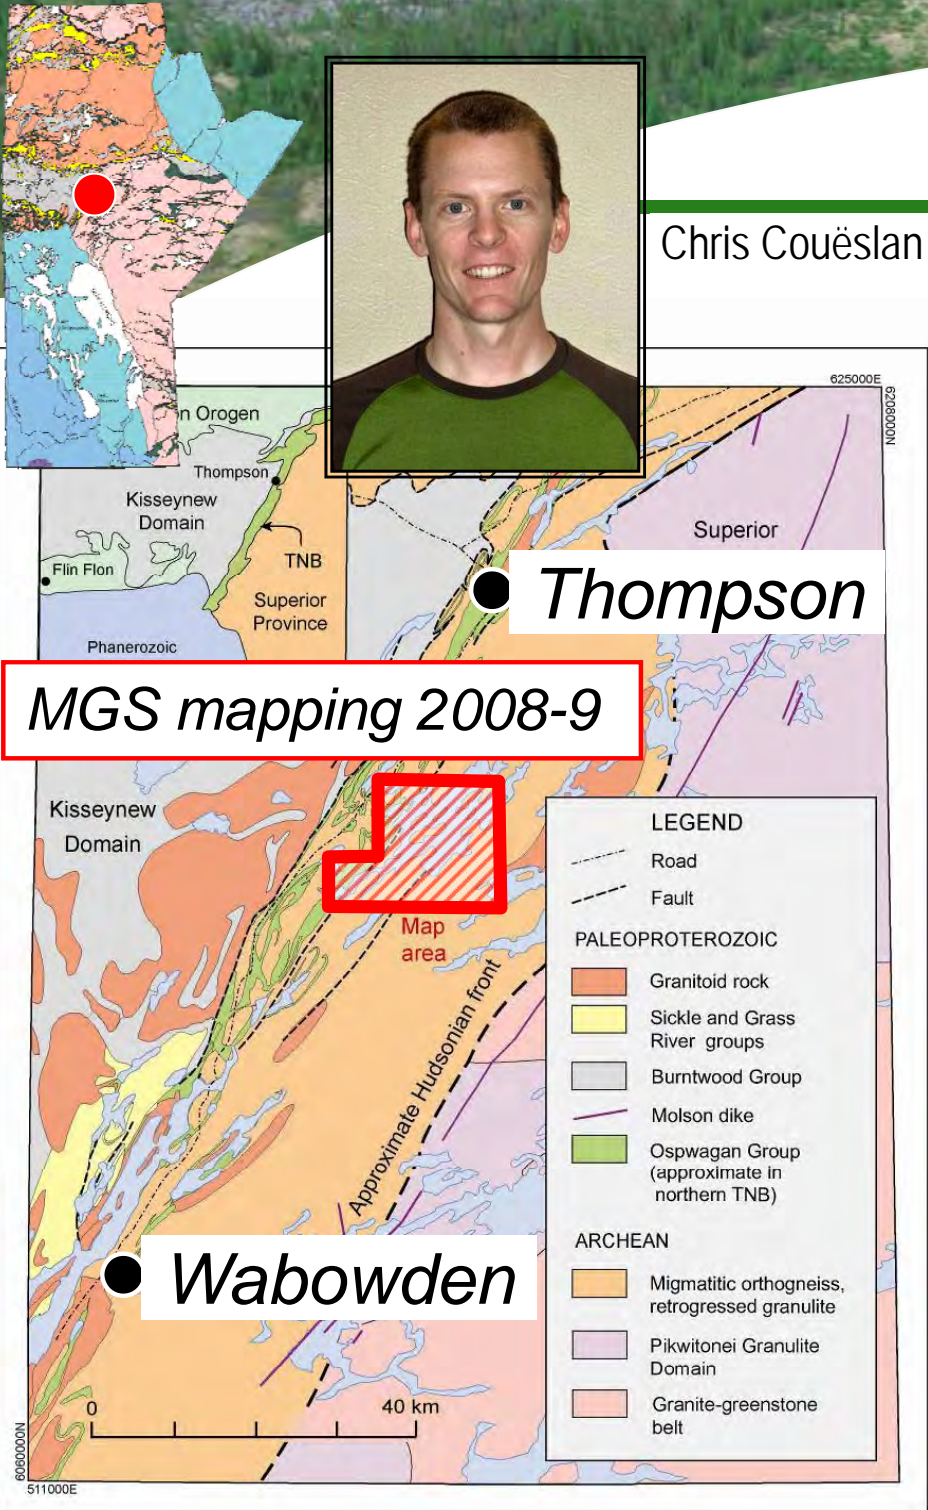 Chris Couëslan
625000E
6208000N
n Orogen
Thompson
Kisseynew
Domain
TNB
Flin Flon
Superior
Province
Phanerozoic
Superior
Thompson
MGS mapping 2008-9
Kisseynew
Domain
Map
area
Approximate Hudsonian front
LEGEND
Road
Fault
PALEOPROTEROZOIC
Granitoid rock
Sickle and Grass
River groups
Burntwood Group
Molson dike
Ospwagan Group
(approximate in
northern TNB)
ARCHEAN
Migmatitic orthogneiss,
retrogressed granulite
Pikwitonei Granulite
Domain
Granite-greenstone
belt
Wabowden
0
40 km
6060000N
511000E